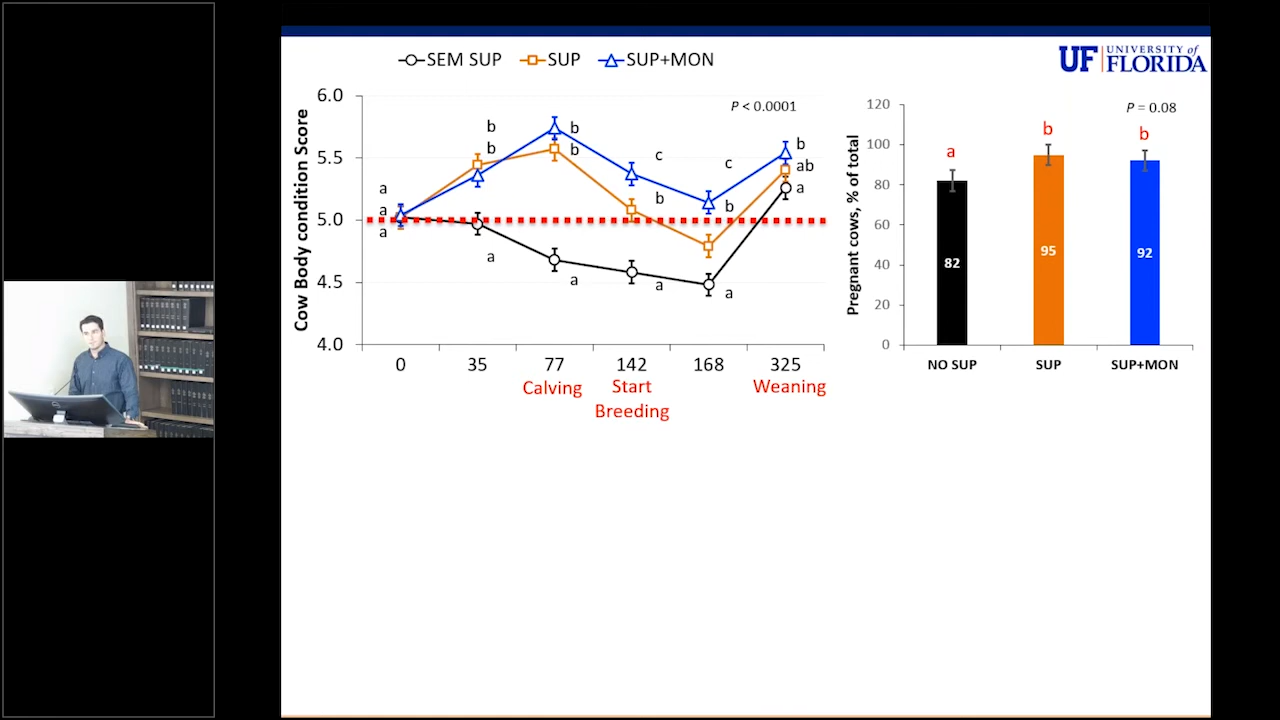 SEM SUP SUP SUP+MON
UF UNIVERSITY of FLORIDA
Cow Body condition Score
6.0
5.5
5.0
4.5
4.0
P < 0.0001
a
a
a
b
b
a
b
b
a
c
b
a
c
b
a
b
ab
a
0 35 77 142 168 325
Calving Start Breeding Weaning
Pregnant cows, % of total
120
100
80
60
40
20
0
P = 0.08
a b b
82 95 92
NO SUP SUP SUP+MON